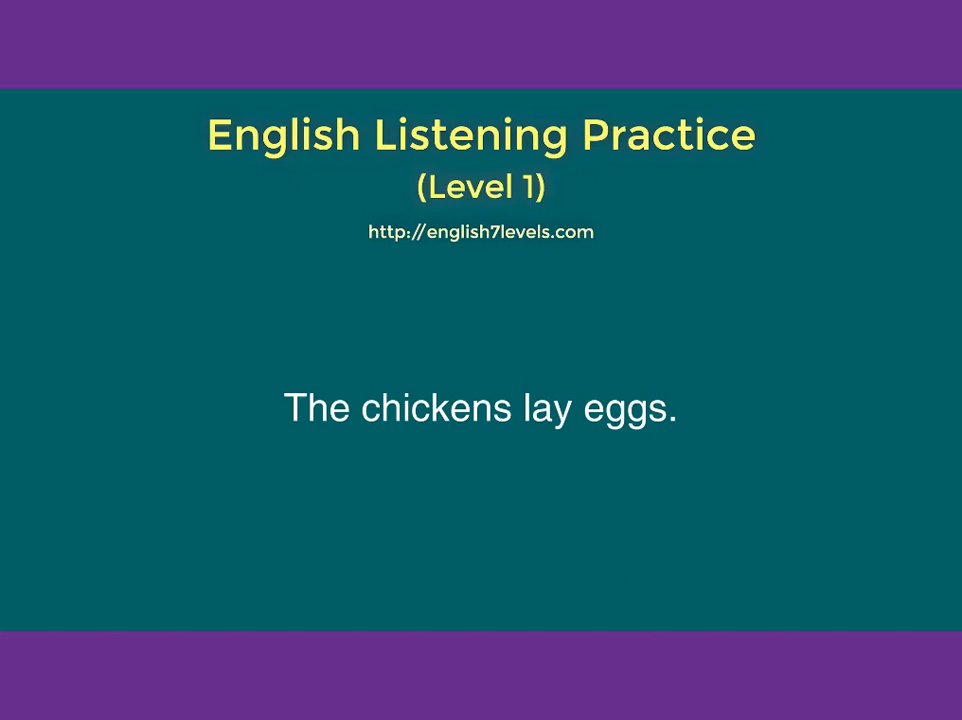 English Listening Practice
(Level 1)
http://english7levels.com
The chickens lay eggs.